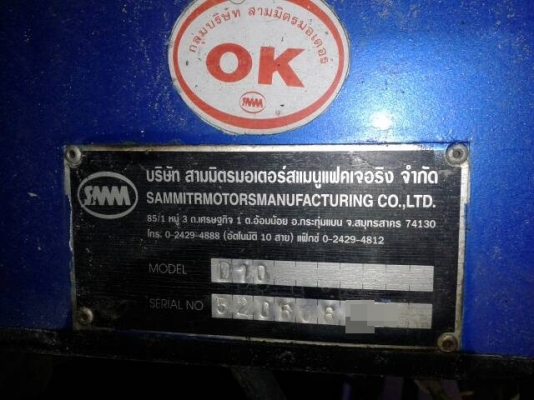 กลุ่มบริษัท สามมิตรมอเตอร์
OK
SMM
SMM
บริษัท สามมิตรมอเตอร์สแมนูแฟคเจอริง จำกัด
SAMMITRMOTORSMANUFACTURING CO.,LTD.
85/1 หมู่ 3 ถ.เศรษฐกิจ 1 ต.อ้อมน้อย อ.กระทุ่มแบน จ.สมุทรสาคร 74130
โทร. 0-2429-4888 (อัตโนมัติ 10 สาย) แฟ็กซ์ 0-2429-4812
MODEL
SERIAL NO 5206